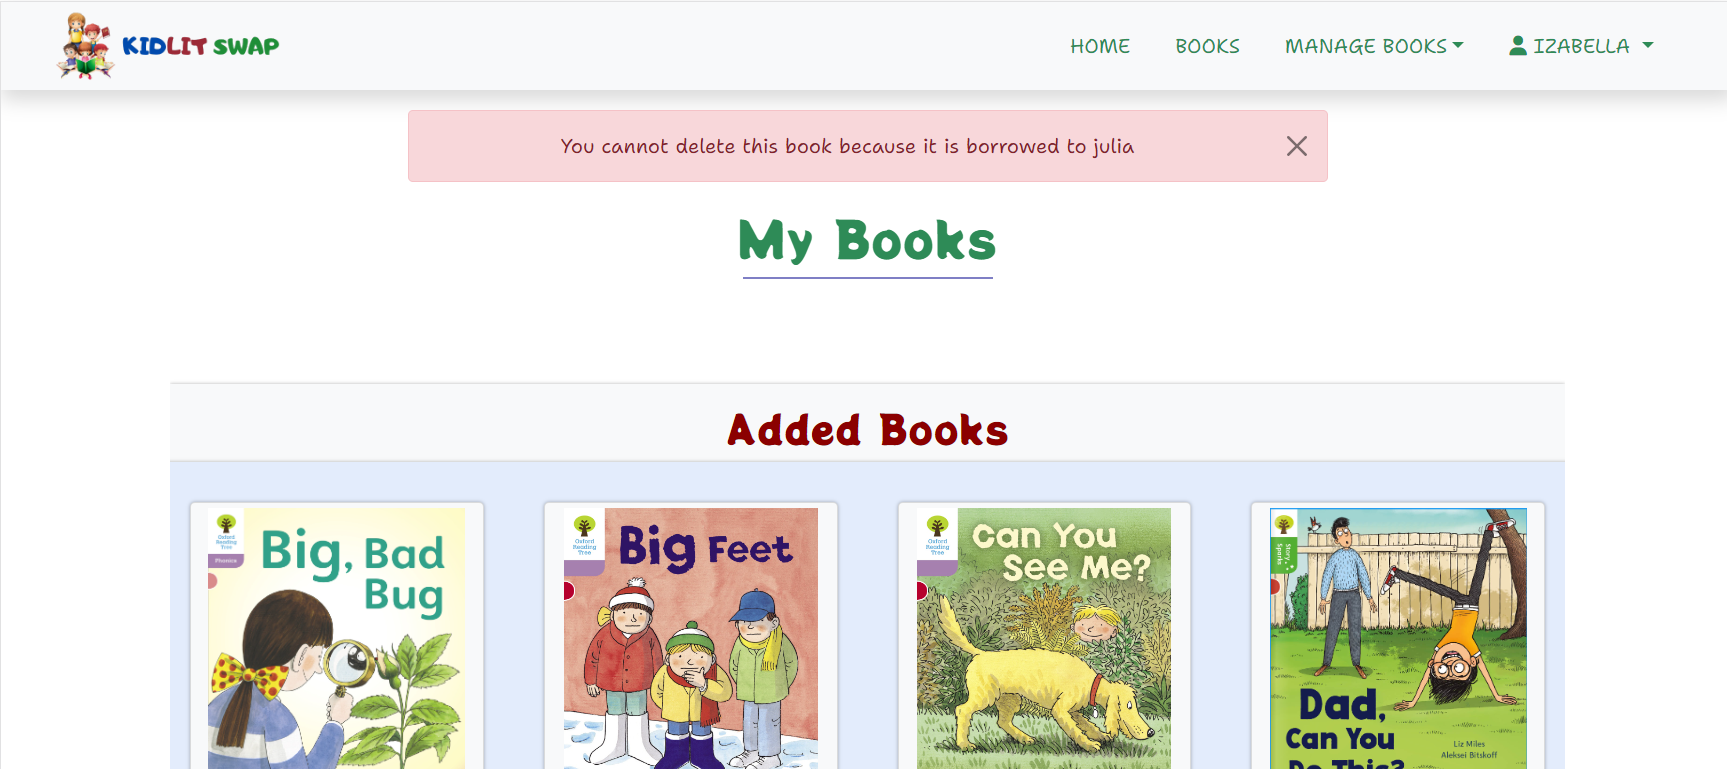 KIDLIT SWAP
HOME
BOOKS
MANAGE BOOKS
IZABELLA
You cannot delete this book because it is borrowed to julia
My Books
Added Books
Oxford
Reading
Tree
Phonics
Big, Bad
Bug
Oxford
Reading
Tree
Big Feet
Oxford
Reading
Tree
Can You
See Me?
Story
Sparks
Dad,
Can You
Do This?
Liz Miles
Aleksei Bitskoff